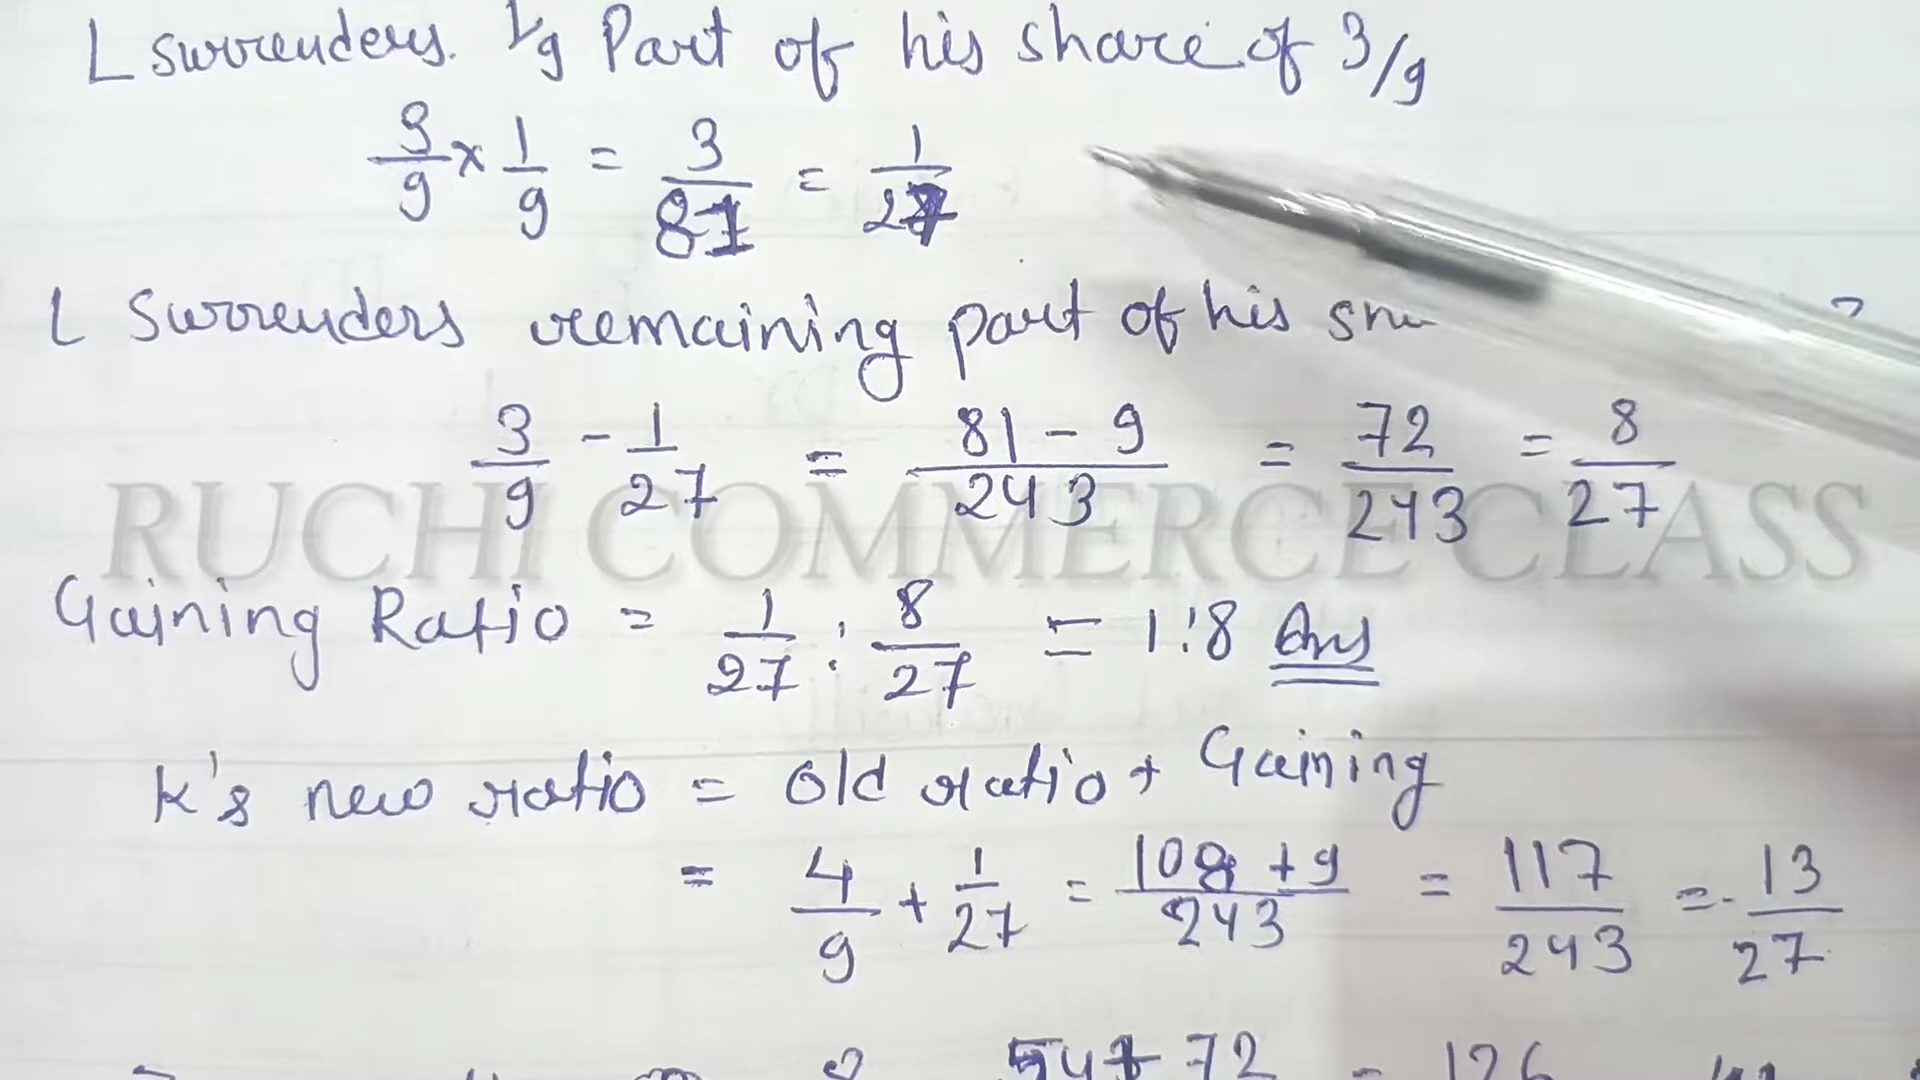 L surrenders. 1/9 Part of his share of 3/9
3/9 × 1/9 = 3/81 = 1/27
L Surrenders remaining part of his
3/9 - 1/27 = 81 - 9/243 = 72/243 = 8/27
RUCHI COMMERCE CLASS
Gaining Ratio = 1/27 : 8/27 = 1:8 Ans
K's new ratio = Old ratio + Gaining
= 4/9 + 1/27 = 108 + 9/243 = 117/243 = 13/27
54 + 72 = 126